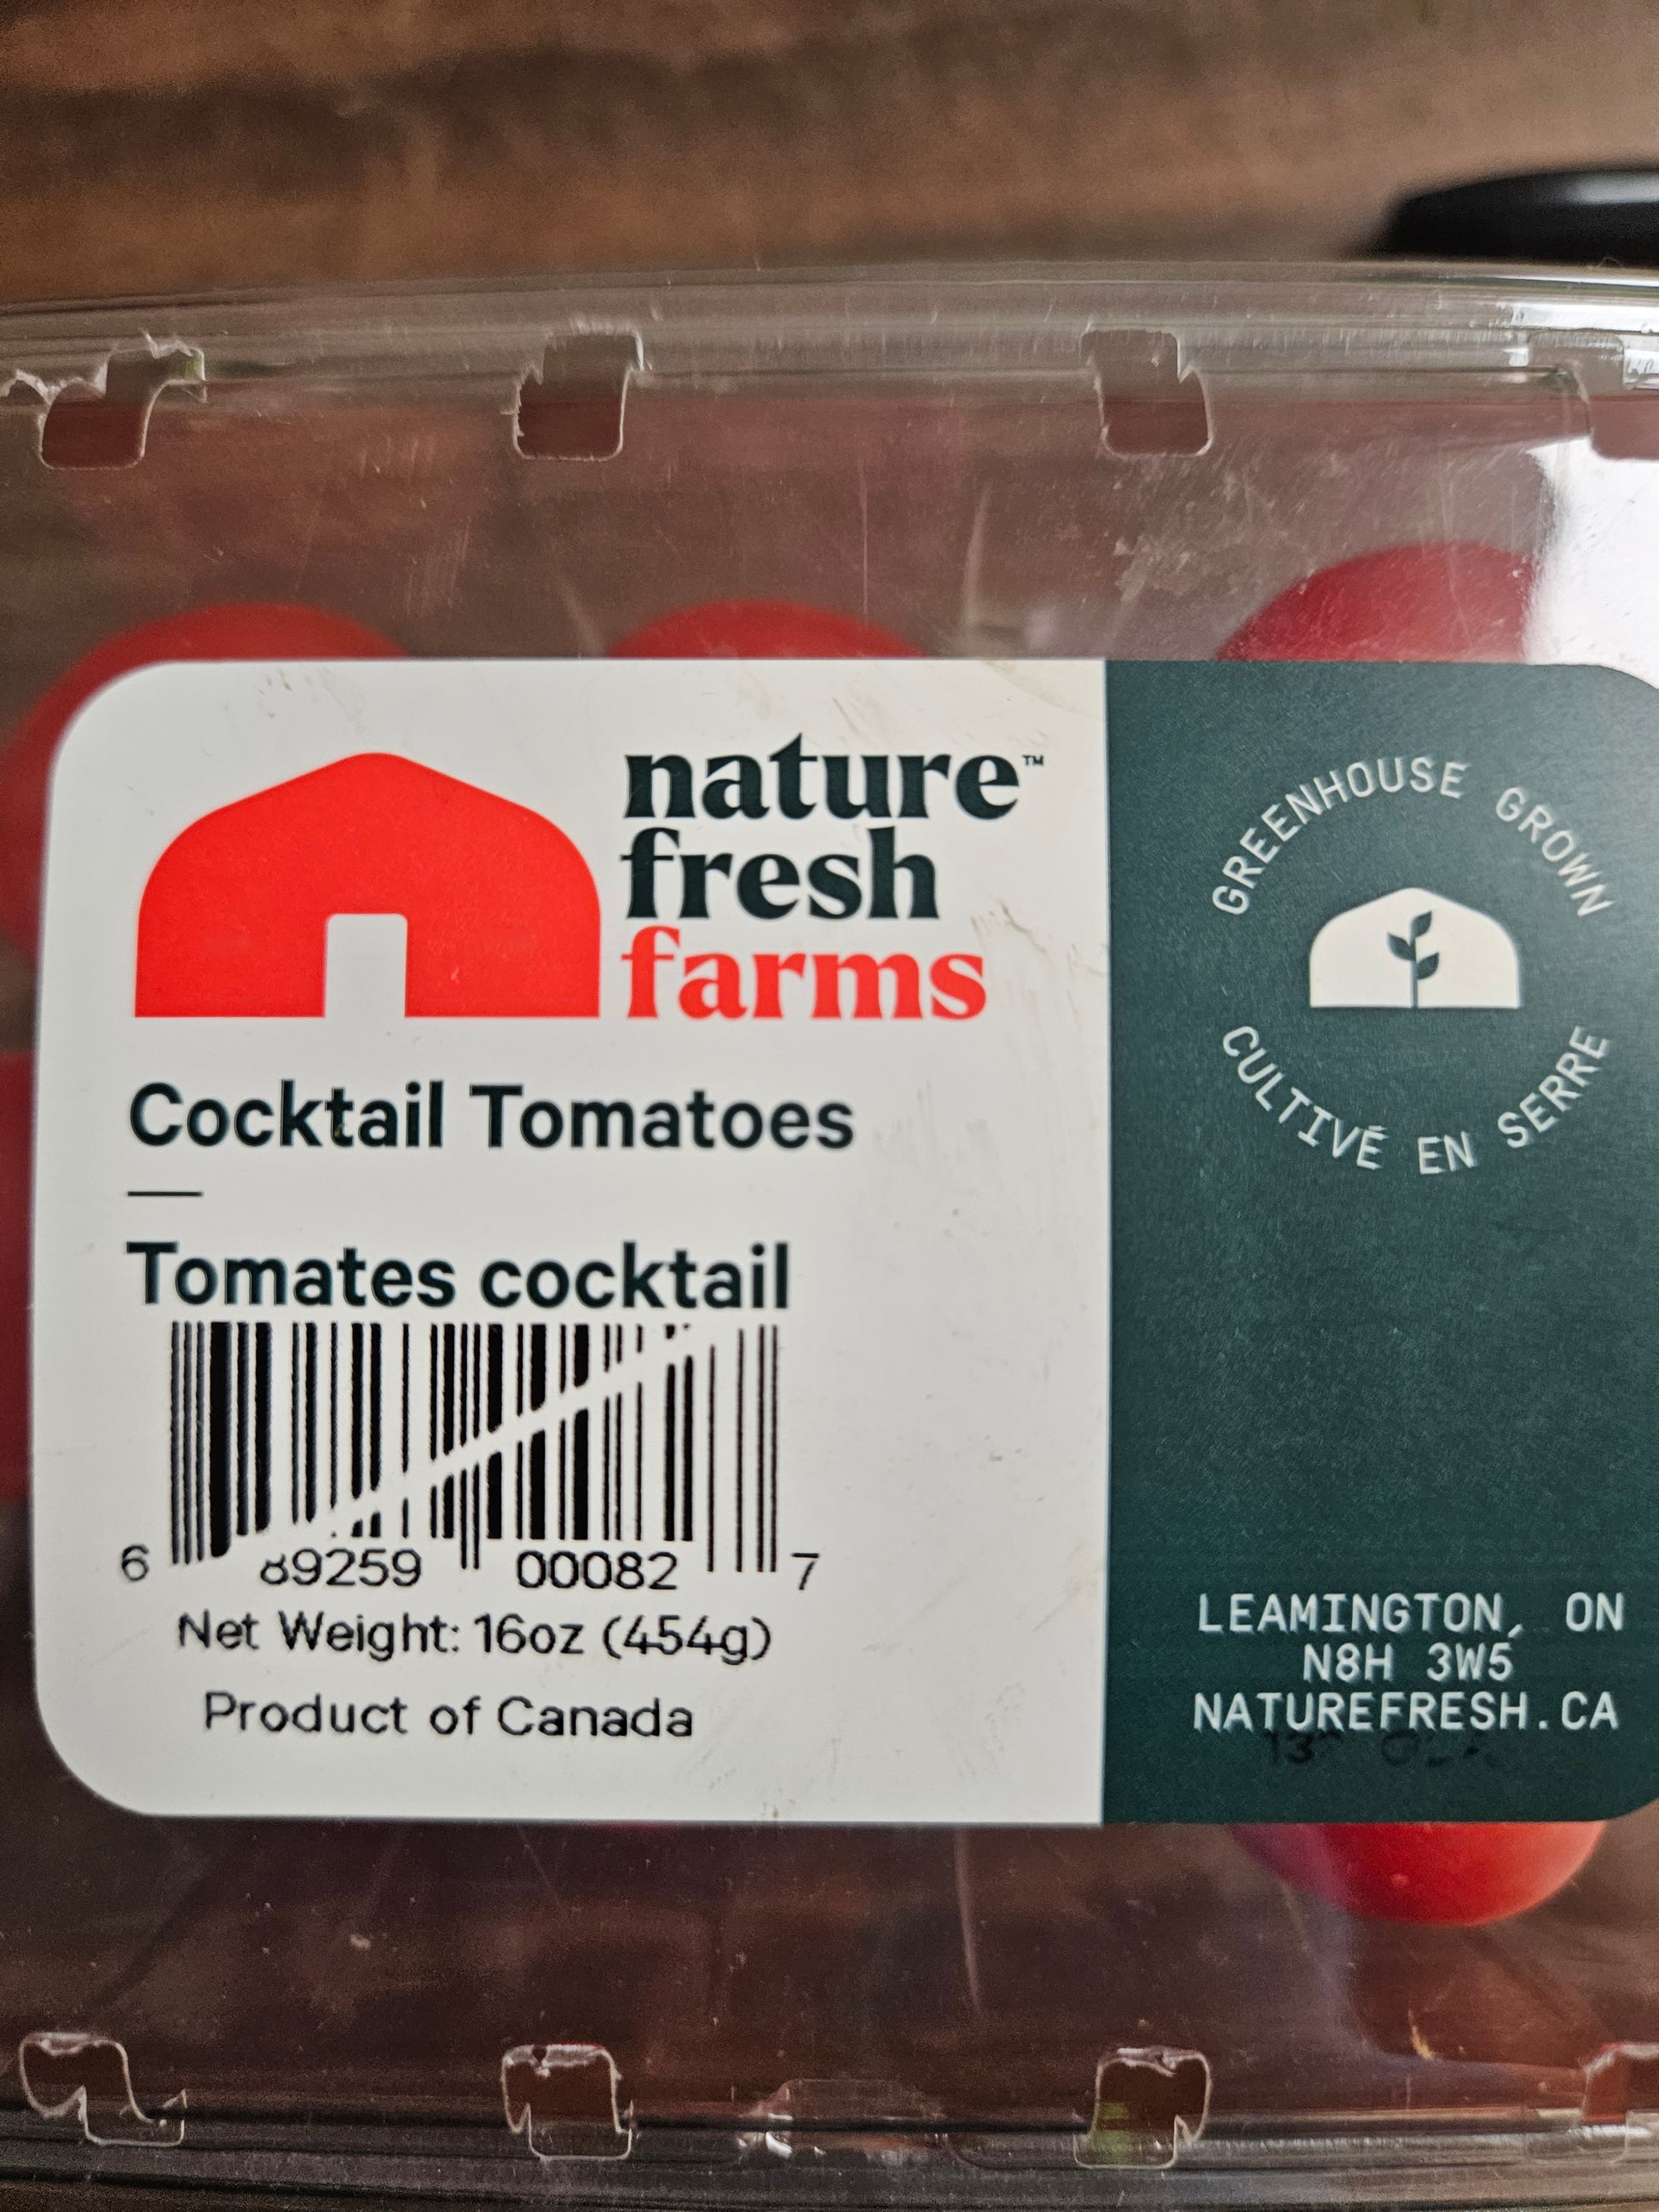 nature™
fresh
farms
Cocktail Tomatoes
Tomates cocktail
6 89259 00082 7
Net Weight: 16oz (454g)
Product of Canada
GREENHOUSE GROWN
CULTIVÉ EN SERRE
LEAMINGTON, ON
N8H 3W5
NATUREFRESH.CA